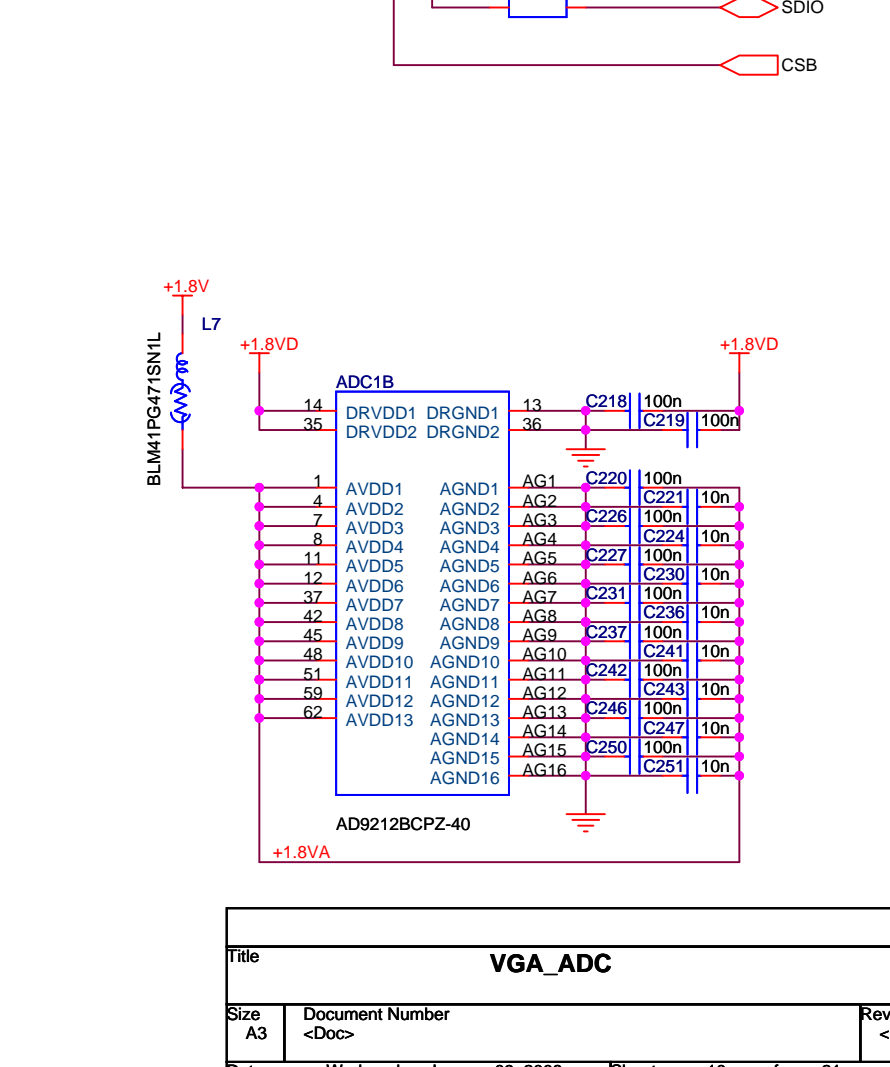 SDIO
CSB
+1.8V
L7
BLM41PG471SN1L
+1.8VD
+1.8VD
ADC1B
14 DRVDD1 DRGND1 13 C218 100n
35 DRVDD2 DRGND2 36 C219 100n
1 AVDD1 AGND1 AG1 C220 100n
4 AVDD2 AGND2 AG2 C221 10n
7 AVDD3 AGND3 AG3 C226 100n
8 AVDD4 AGND4 AG4 C224 10n
11 AVDD5 AGND5 AG5 C227 100n
12 AVDD6 AGND6 AG6 C230 10n
37 AVDD7 AGND7 AG7 C231 100n
42 AVDD8 AGND8 AG8 C236 10n
45 AVDD9 AGND9 AG9 C237 100n
48 AVDD10 AGND10 AG10 C241 10n
51 AVDD11 AGND11 AG11 C242 100n
59 AVDD12 AGND12 AG12 C243 10n
62 AVDD13 AGND13 AG13 C246 100n
AGND14 AG14 C247 10n
AGND15 AG15 C250 100n
AGND16 AG16 C251 10n
AD9212BCPZ-40
+1.8VA
Title
VGA_ADC
Size Document Number Rev
A3 <Doc> <